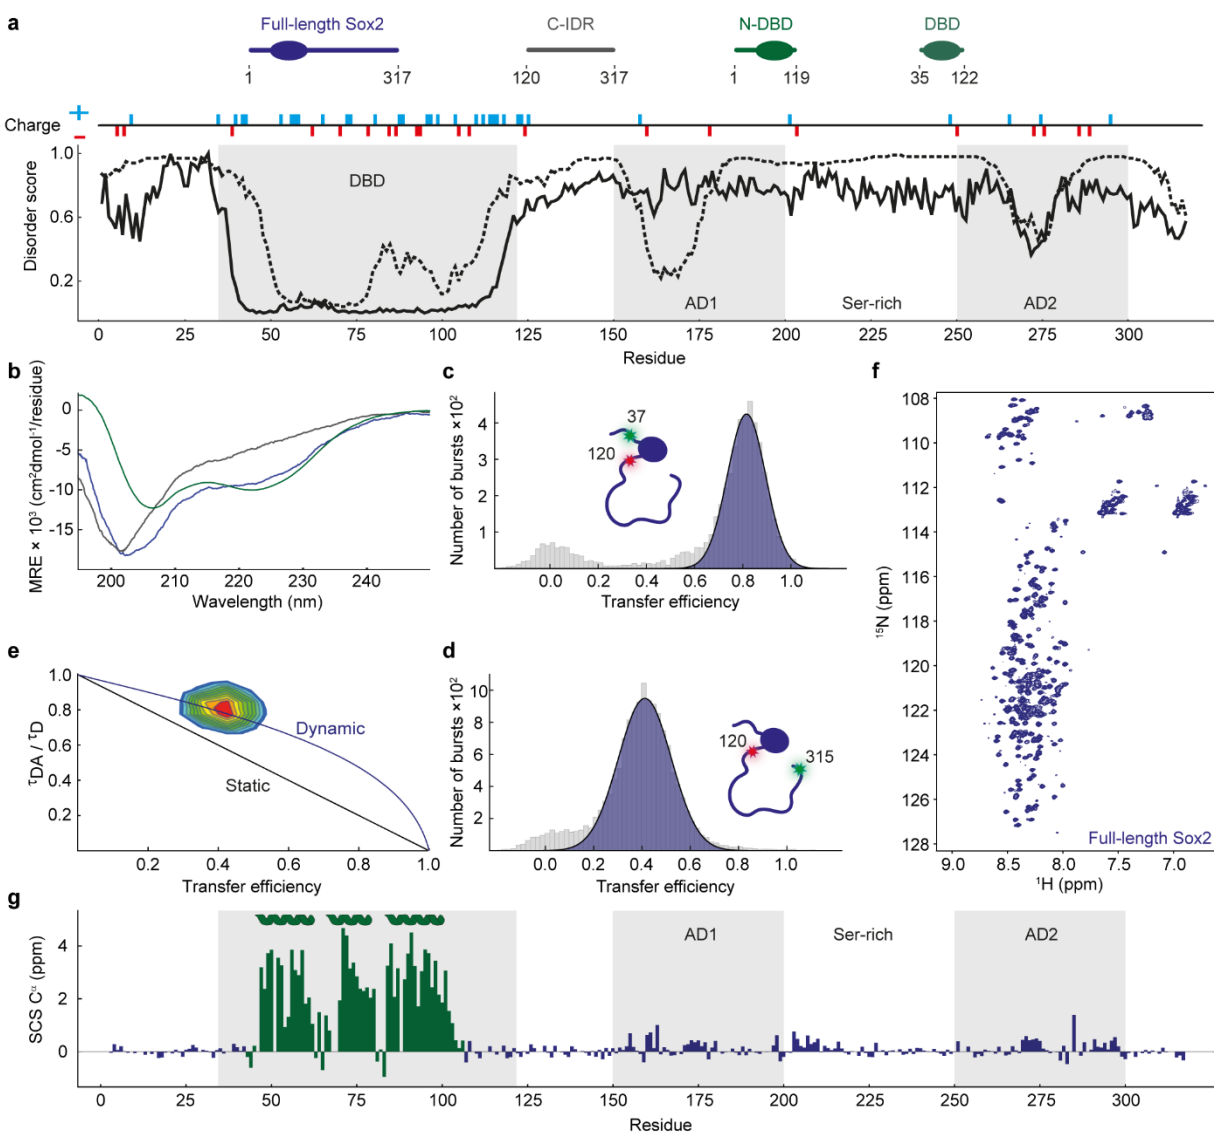 a
Full-length Sox2
C-IDR
N-DBD
DBD
1
317
120
317
1
119
35
122
+
Charge
−
Disorder score
1.0
0.6
0.2
DBD
AD1
Ser-rich
AD2
0
25
50
75
100
125
150
175
200
225
250
275
300
Residue
b
MRE × 10³ (cm²dmol⁻¹/residue)
0
-5
-10
-15
200
210
220
230
240
Wavelength (nm)
c
Number of bursts ×10²
4
3
2
1
37
120
0.0
0.2
0.4
0.6
0.8
1.0
Transfer efficiency
f
¹⁵N (ppm)
108
110
112
114
116
118
120
122
124
126
128
Full-length Sox2
9.0
8.5
8.0
7.5
7.0
¹H (ppm)
e
τDA / τD
1.0
0.8
0.6
0.4
0.2
Dynamic
Static
0.2
0.4
0.6
0.8
1.0
Transfer efficiency
d
Number of bursts ×10²
10
8
6
4
2
120
315
0.0
0.2
0.4
0.6
0.8
1.0
Transfer efficiency
g
SCS Cα (ppm)
4
2
0
AD1
Ser-rich
AD2
0
25
50
75
100
125
150
175
200
225
250
275
300
Residue